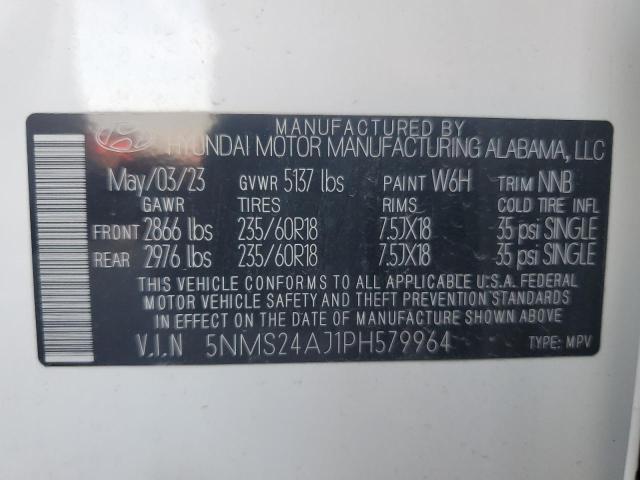 MANUFACTURED BY
HYUNDAI MOTOR MANUFACTURING ALABAMA, LLC
May/03/23 GVWR 5137 lbs PAINT W6H TRIM NNB
GAWR TIRES RIMS COLD TIRE INFL
FRONT 2866 lbs 235/60R18 7.5JX18 35 psi SINGLE
REAR 2976 lbs 235/60R18 7.5JX18 35 psi SINGLE
THIS VEHICLE CONFORMS TO ALL APPLICABLE U.S.A. FEDERAL
MOTOR VEHICLE SAFETY AND THEFT PREVENTION STANDARDS
IN EFFECT ON THE DATE OF MANUFACTURE SHOWN ABOVE.
V.I.N 5NMS24AJ1PH579964 TYPE: MPV